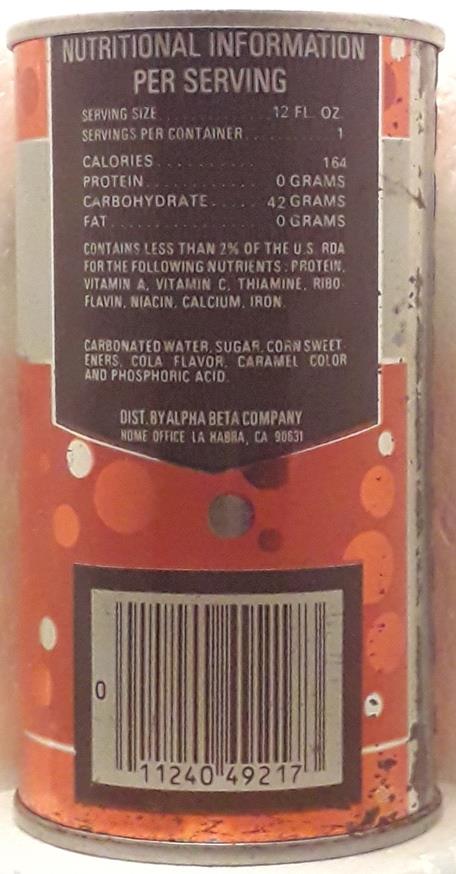 NUTRITIONAL INFORMATION
PER SERVING
SERVING SIZE ................ 12 FL. OZ.
SERVINGS PER CONTAINER ........... 1
CALORIES .......... 164
PROTEIN ............ 0 GRAMS
CARBOHYDRATE ..... 42 GRAMS
FAT ................ 0 GRAMS
CONTAINS LESS THAN 2% OF THE U.S. RDA
FOR THE FOLLOWING NUTRIENTS: PROTEIN,
VITAMIN A, VITAMIN C, THIAMINE, RIBO-
FLAVIN, NIACIN, CALCIUM, IRON.
CARBONATED WATER, SUGAR, CORN SWEET-
ENERS, COLA FLAVOR, CARAMEL COLOR
AND PHOSPHORIC ACID.
DIST. BY ALPHA BETA COMPANY
HOME OFFICE LA HABRA, CA 90631
0 11240 49217